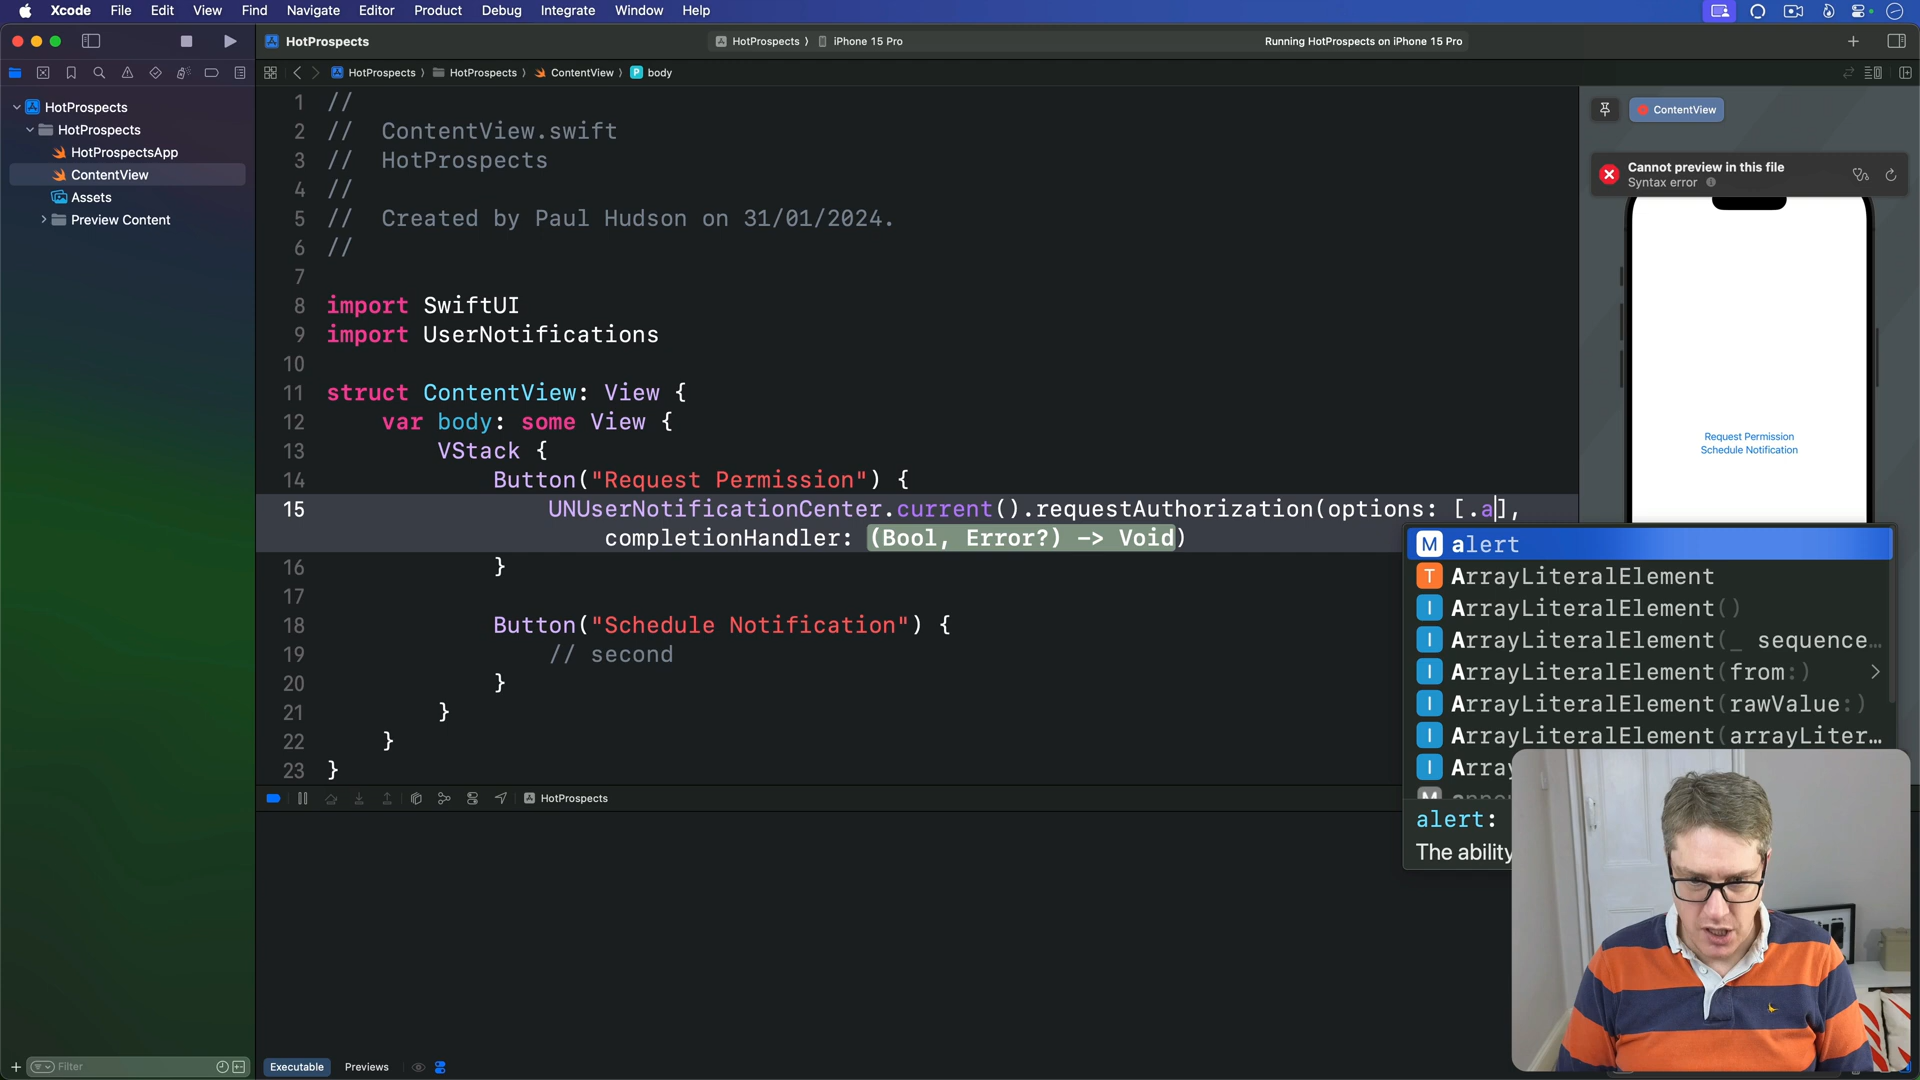 Xcode File Edit View Find Navigate Editor Product Debug Integrate Window Help
HotProspects
HotProspects ⟩ iPhone 15 Pro
Running HotProspects on iPhone 15 Pro
HotProspects ⟩ HotProspects ⟩ ContentView ⟩ P body
HotProspects
HotProspects
HotProspectsApp
ContentView
Assets
Preview Content
1 //
2 //  ContentView.swift
3 //  HotProspects
4 //
5 //  Created by Paul Hudson on 31/01/2024.
6 //
7
8 import SwiftUI
9 import UserNotifications
10
11 struct ContentView: View {
12 var body: some View {
13 VStack {
14 Button("Request Permission") {
15 UNUserNotificationCenter.current().requestAuthorization(options: [.a],
completionHandler: (Bool, Error?) -> Void)
16 }
17
18 Button("Schedule Notification") {
19 // second
20 }
21 }
22 }
23 }
ContentView
Cannot preview in this file
Syntax error
Request Permission
Schedule Notification
M alert
T ArrayLiteralElement
I ArrayLiteralElement()
I ArrayLiteralElement(_ sequence…
I ArrayLiteralElement(from:)
I ArrayLiteralElement(rawValue:)
I ArrayLiteralElement(arrayLiter…
I Array
M
alert:
The ability
HotProspects
Filter
Executable Previews